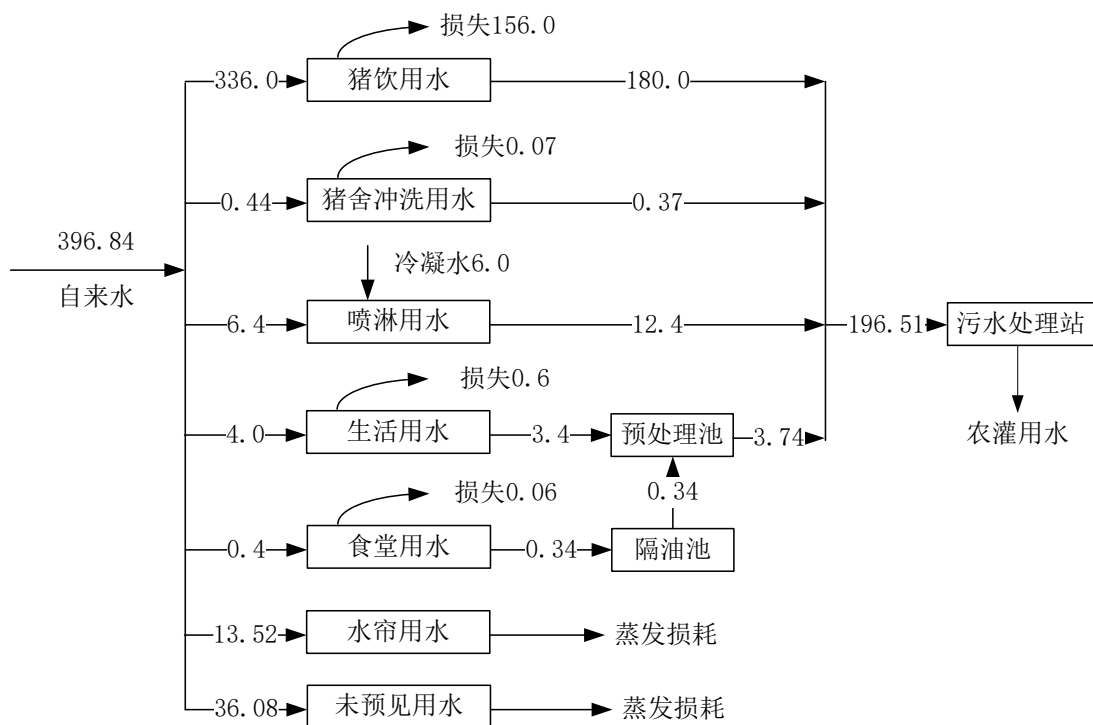 损失156.0
336.0
猪饮用水
180.0
损失0.07
0.44
猪舍冲洗用水
0.37
396.84
自来水
冷凝水6.0
6.4
喷淋用水
12.4
196.51
污水处理站
损失0.6
4.0
生活用水
3.4
预处理池
3.74
农灌用水
损失0.06
0.34
0.4
食堂用水
0.34
隔油池
13.52
水帘用水
蒸发损耗
36.08
未预见用水
蒸发损耗